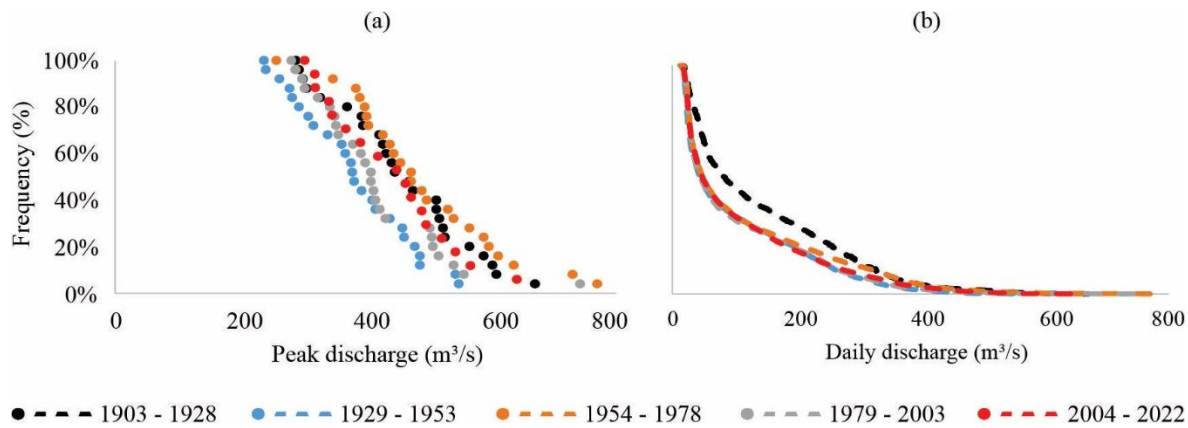 (a)
(b)
100%
80%
60%
40%
20%
0%
Frequency (%)
0 200 400 600 800
0 200 400 600 800
Peak discharge (m³/s)
Daily discharge (m³/s)
1903 - 1928 1929 - 1953 1954 - 1978 1979 - 2003 2004 - 2022